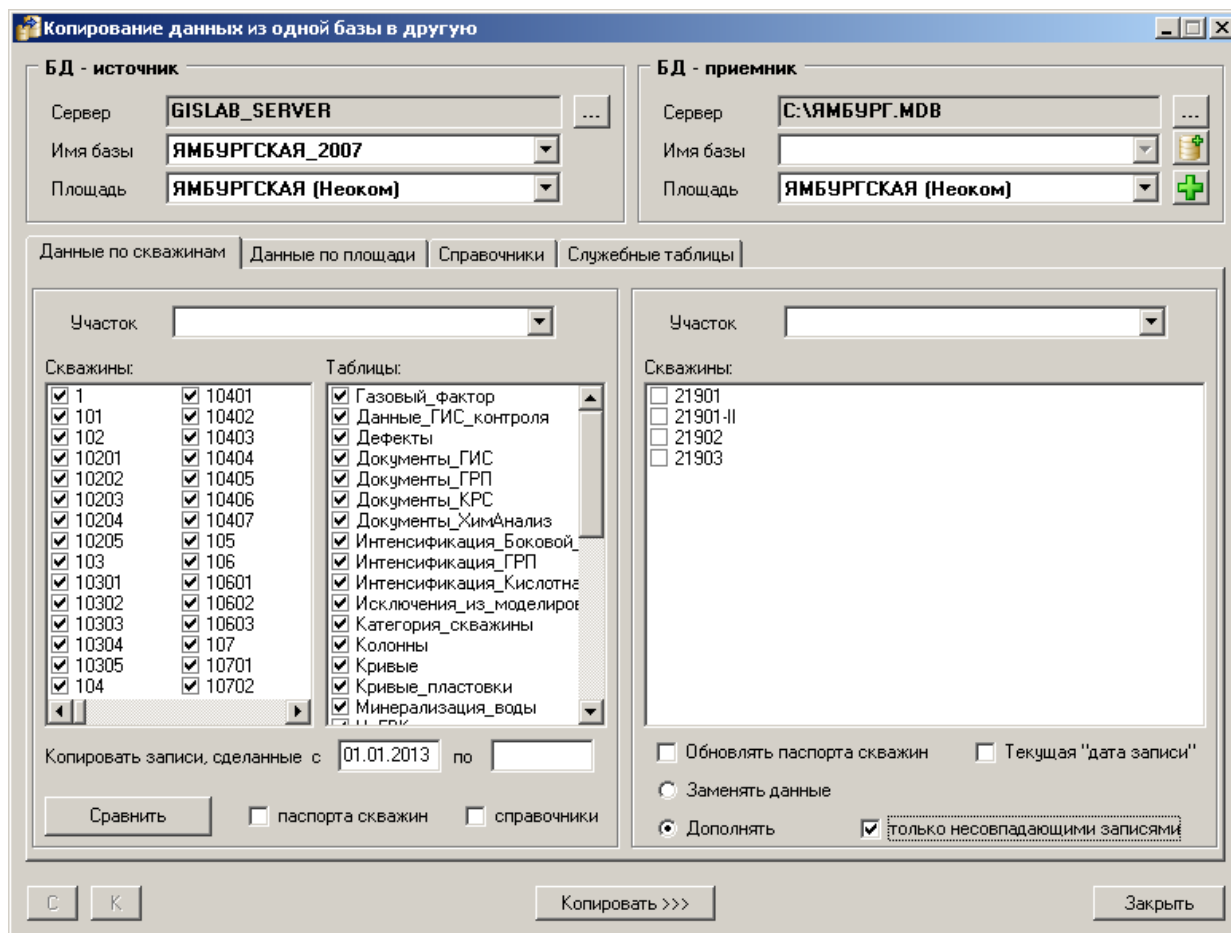 Копирование данных из одной базы в другую
БД - источник
Сервер
GISLAB_SERVER
...
Имя базы
ЯМБУРГСКАЯ_2007
Площадь
ЯМБУРГСКАЯ (Неоком)
БД - приемник
Сервер
C:\ЯМБУРГ.MDB
...
Имя базы
Площадь
ЯМБУРГСКАЯ (Неоком)
Данные по скважинам
Данные по площади
Справочники
Служебные таблицы
Участок
Скважины:
1
101
102
10201
10202
10203
10204
10205
103
10301
10302
10303
10304
10305
104
10401
10402
10403
10404
10405
10406
10407
105
106
10601
10602
10603
107
10701
10702
Таблицы:
Газовый_фактор
Данные_ГИС_контроля
Дефекты
Документы_ГИС
Документы_ГРП
Документы_КРС
Документы_ХимАнализ
Интенсификация_Боковой_
Интенсификация_ГРП
Интенсификация_Кислотна
Исключения_из_моделиров
Категория_скважины
Колонны
Кривые
Кривые_пластовки
Минерализация_воды
Копировать записи, сделанные с 01.01.2013 по
Сравнить
паспорта скважин
справочники
Участок
Скважины:
21901
21901-II
21902
21903
Обновлять паспорта скважин
Текущая "дата записи"
Заменять данные
Дополнять
только несовпадающими записями
С
К
Копировать >>>
Закрыть